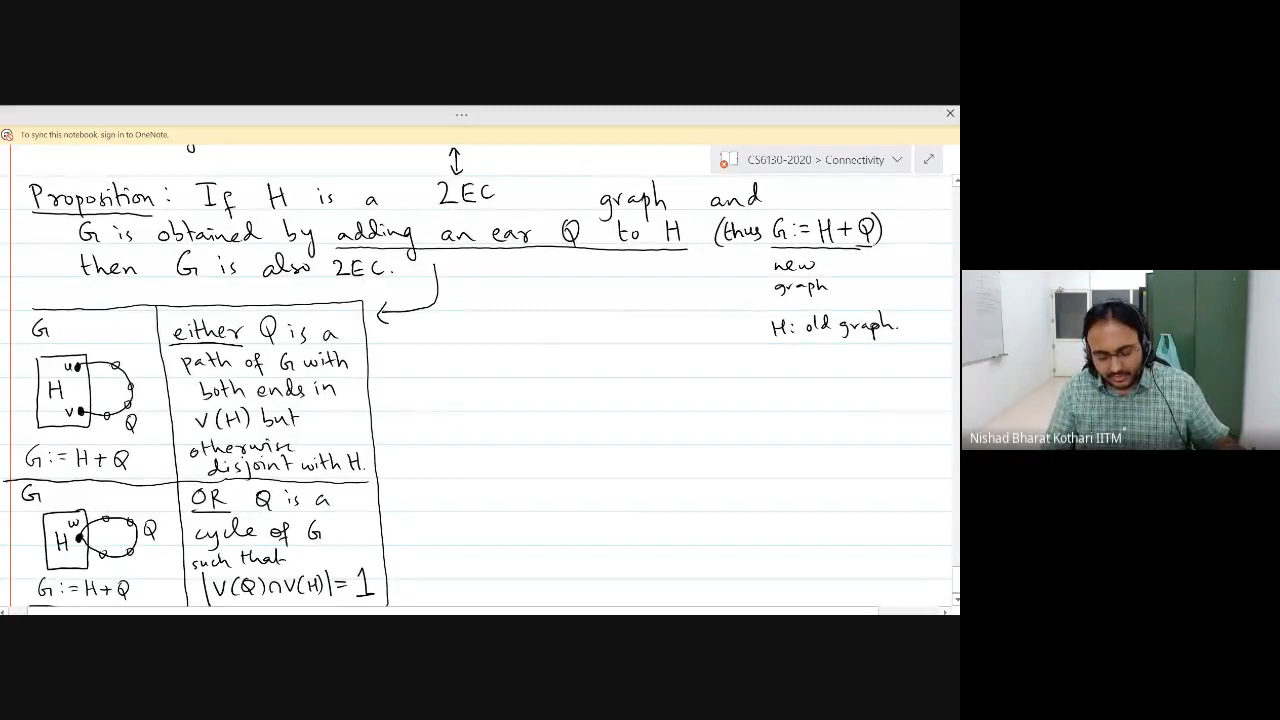 ...
To sync this notebook, sign in to OneNote.
CS6130-2020 > Connectivity
Proposition: If H is a 2EC graph and
G is obtained by adding an ear Q to H (thus G := H + Q)
then G is also 2EC.
new
graph
H: old graph.
G
u
H
v
Q
G := H + Q
either Q is a
path of G with
both ends in
V(H) but
otherwise
disjoint with H.
G
w
H
Q
G := H + Q
OR Q is a
cycle of G
such that
|V(Q)∩V(H)| = 1
Nishad Bharat Kothari IITM